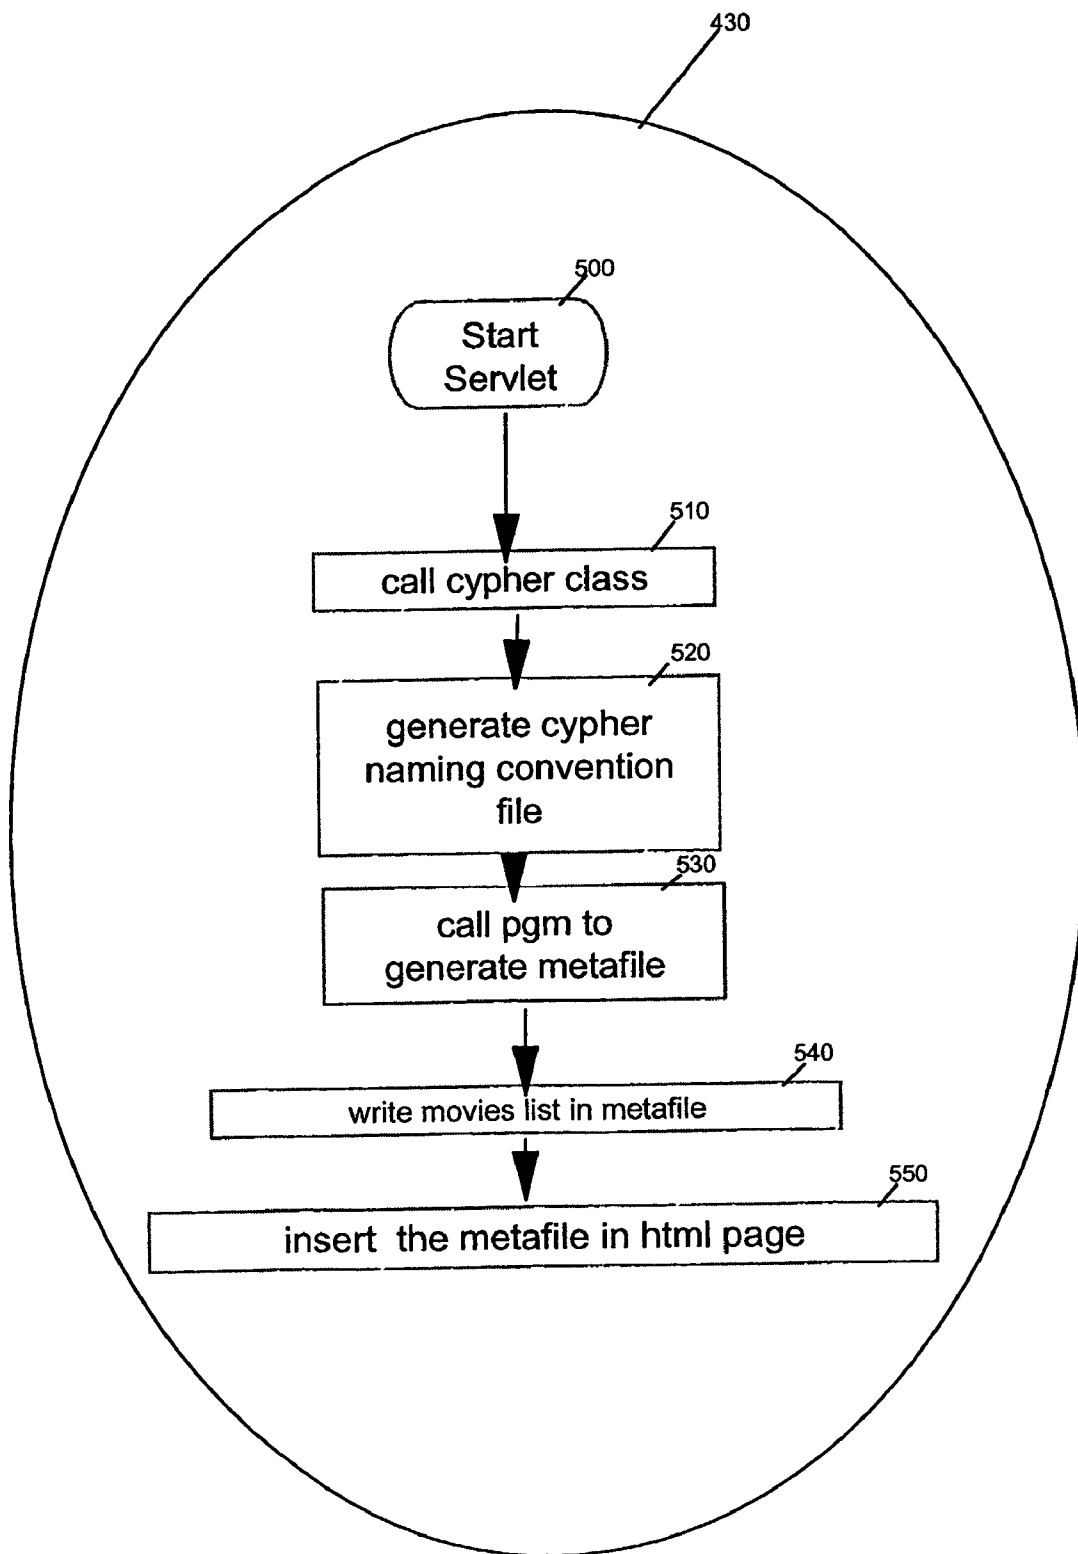 430
500
Start
Servlet
510
call cypher class
520
generate cypher
naming convention
file
530
call pgm to
generate metafile
540
write movies list in metafile
550
insert the metafile in html page